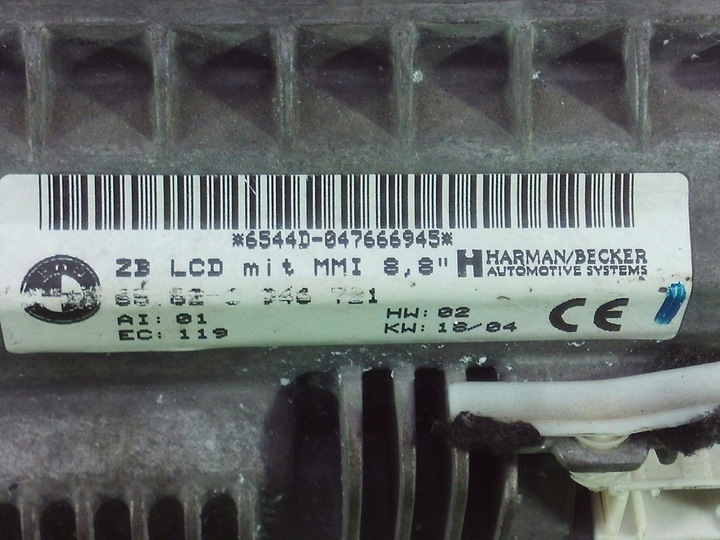 *6544D-047666945*
ZB LCD mit MMI 8,8"
HARMAN/BECKER
AUTOMOTIVE SYSTEMS
721
AI: 01
HW: 02
EC: 119
KW: 18/04
CE